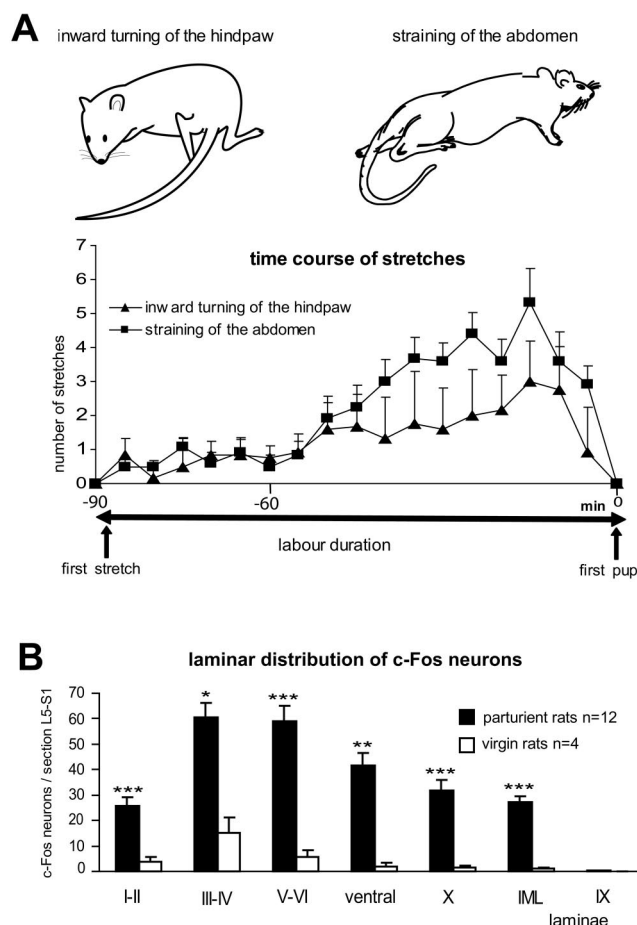 A
inward turning of the hindpaw
straining of the abdomen
time course of stretches
inward turning of the hindpaw
straining of the abdomen
number of stretches
7
6
5
4
3
2
1
0
-90
-60
min
0
labour duration
first stretch
first pup
B
laminar distribution of c-Fos neurons
c-Fos neurons / section L5-S1
70
60
50
40
30
20
10
0
***
*
***
**
***
***
parturient rats n=12
virgin rats n=4
I-II
III-IV
V-VI
ventral
X
IML
IX
laminae